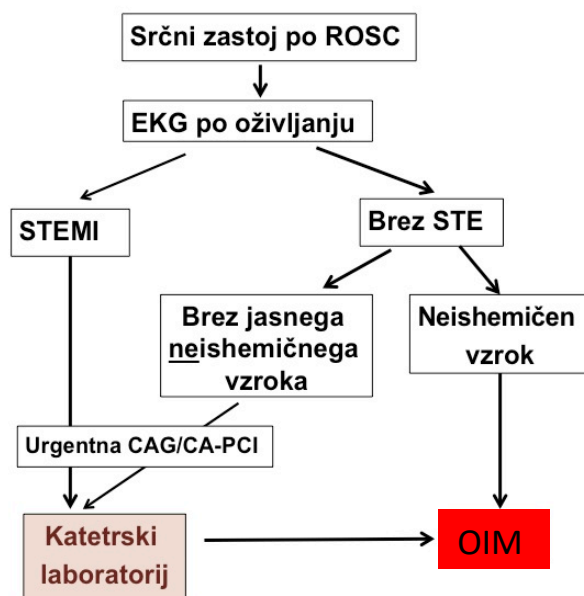 Srčni zastoj po ROSC
EKG po oživljanju
STEMI
Brez STE
Brez jasnega
neishemičnega
vzroka
Neishemičen
vzrok
Urgentna CAG/CA-PCI
Katetrski
laboratorij
OIM